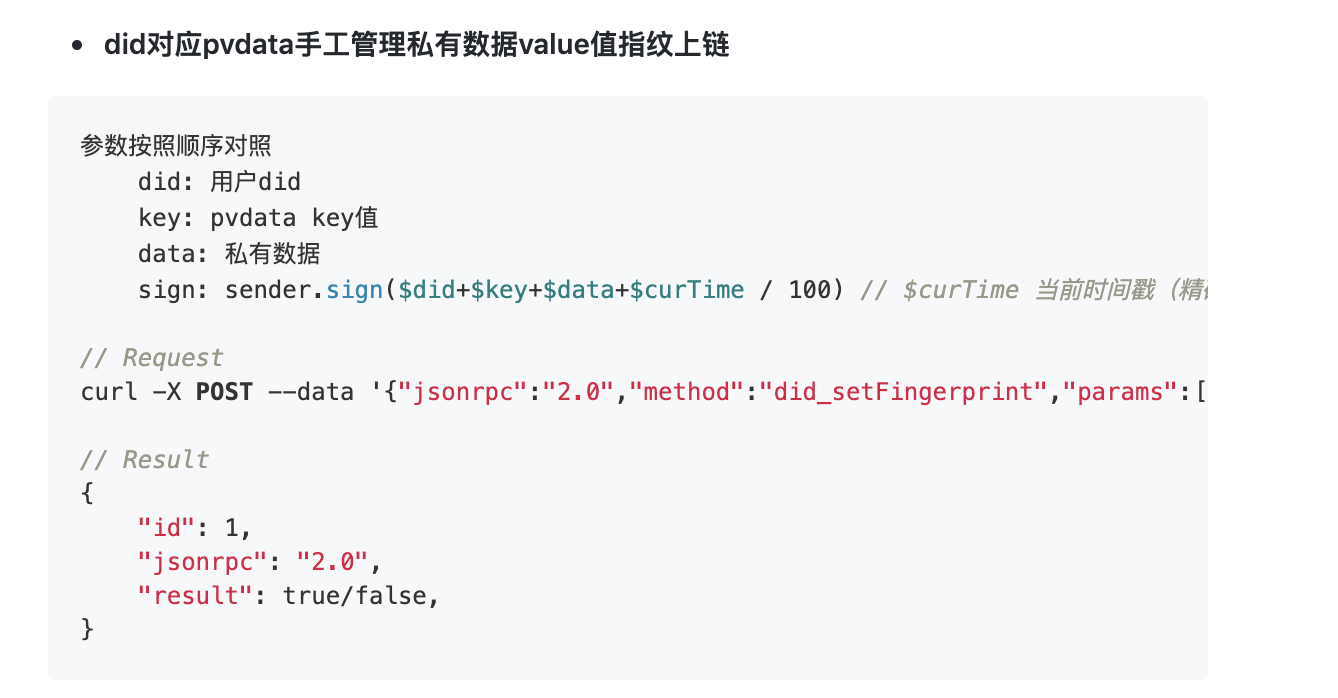 did对应pvdata手工管理私有数据value值指纹上链
参数按照顺序对照
did: 用户did
key: pvdata key值
data: 私有数据
sign: sender.sign($did+$key+$data+$curTime / 100) // $curTime 当前时间戳（精
// Request
curl -X POST --data '{"jsonrpc":"2.0","method":"did_setFingerprint","params":[
// Result
{
"id": 1,
"jsonrpc": "2.0",
"result": true/false,
}